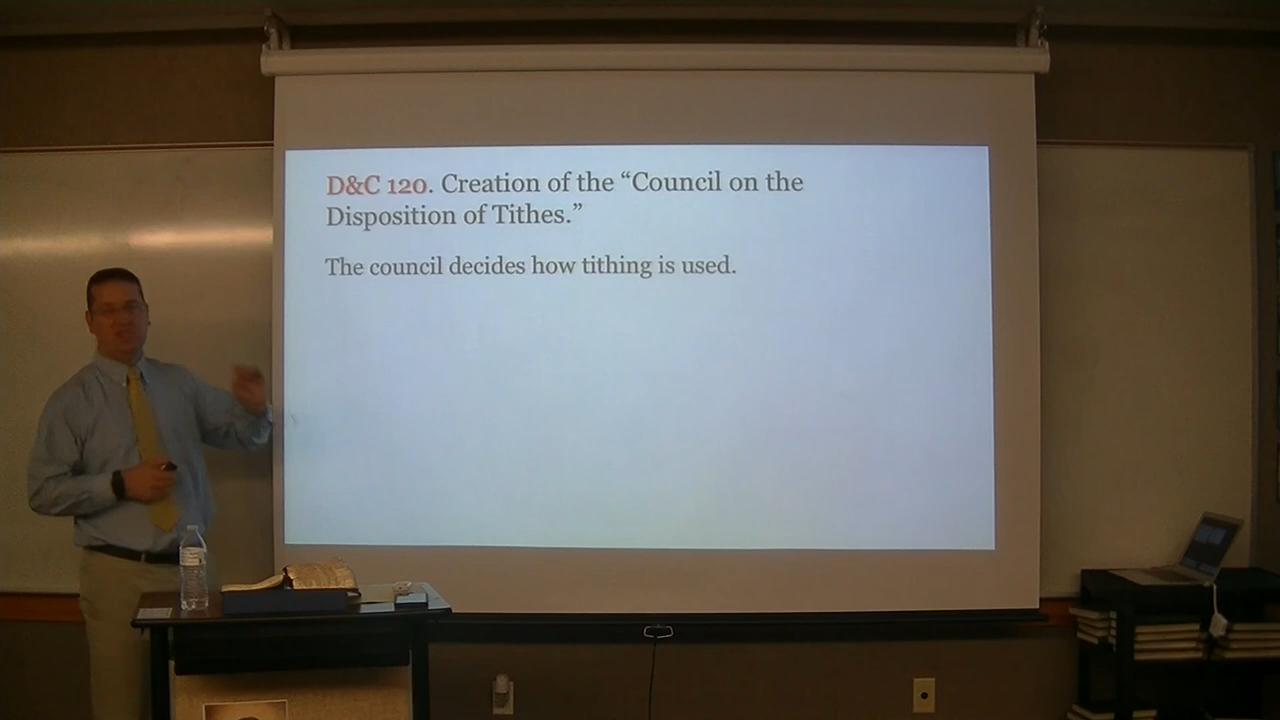 D&C 120. Creation of the “Council on the
Disposition of Tithes.”
The council decides how tithing is used.